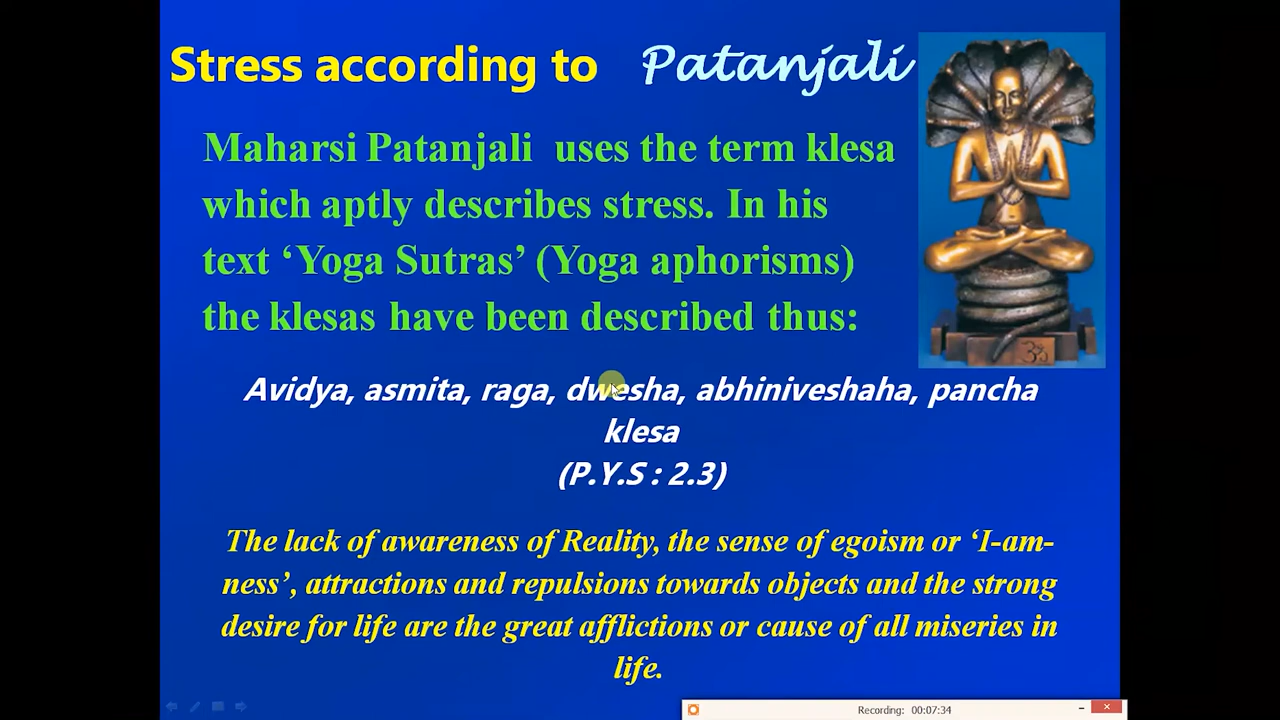 Stress according to Patanjali
Maharsi Patanjali uses the term klesa
which aptly describes stress. In his
text ‘Yoga Sutras’ (Yoga aphorisms)
the klesas have been described thus:
Avidya, asmita, raga, dwesha, abhiniveshaha, pancha
klesa
(P.Y.S : 2.3)
The lack of awareness of Reality, the sense of egoism or ‘I-am-
ness’, attractions and repulsions towards objects and the strong
desire for life are the great afflictions or cause of all miseries in
life.
ॐ
Recording: 00:07:34